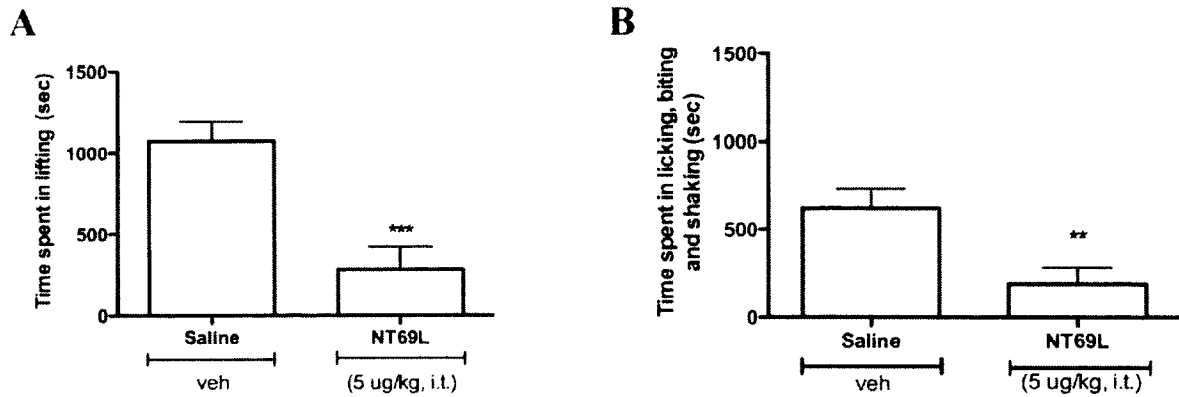 A
Time spent in lifting (sec)
1500
1000
500
0
***
Saline
NT69L
veh
(5 ug/kg, i.t.)
B
Time spent in licking, biting
and shaking (sec)
1500
1000
500
0
**
Saline
NT69L
veh
(5 ug/kg, i.t.)